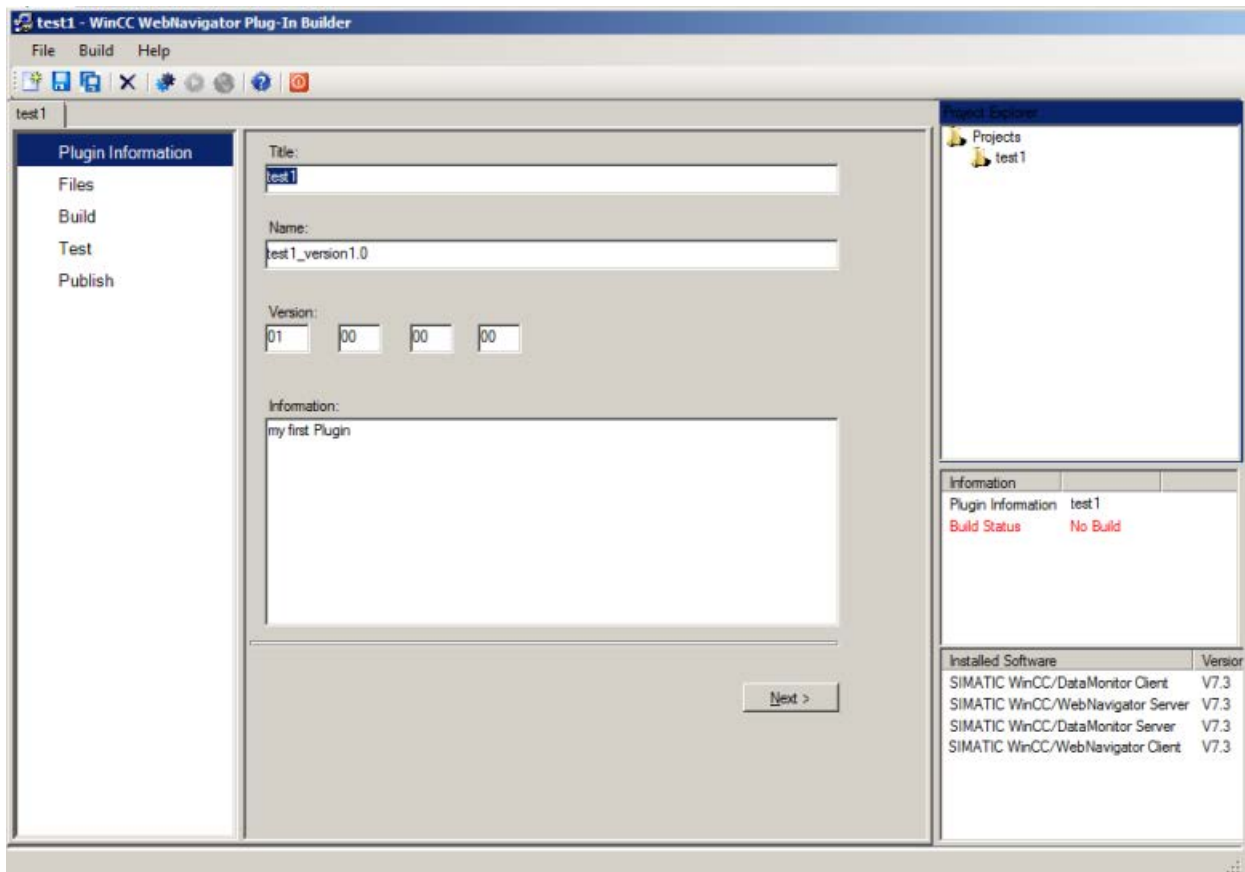 test1 - WinCC WebNavigator Plug-In Builder
File Build Help
test1
Plugin Information
Files
Build
Test
Publish
Title:
test1
Name:
test1_version1.0
Version:
01 00 00 00
Information:
my first Plugin
Next >
Project Explorer
Projects
test1
Information
Plugin Information test1
Build Status No Build
Installed Software Version
SIMATIC WinCC/DataMonitor Client V7.3
SIMATIC WinCC/WebNavigator Server V7.3
SIMATIC WinCC/DataMonitor Server V7.3
SIMATIC WinCC/WebNavigator Client V7.3